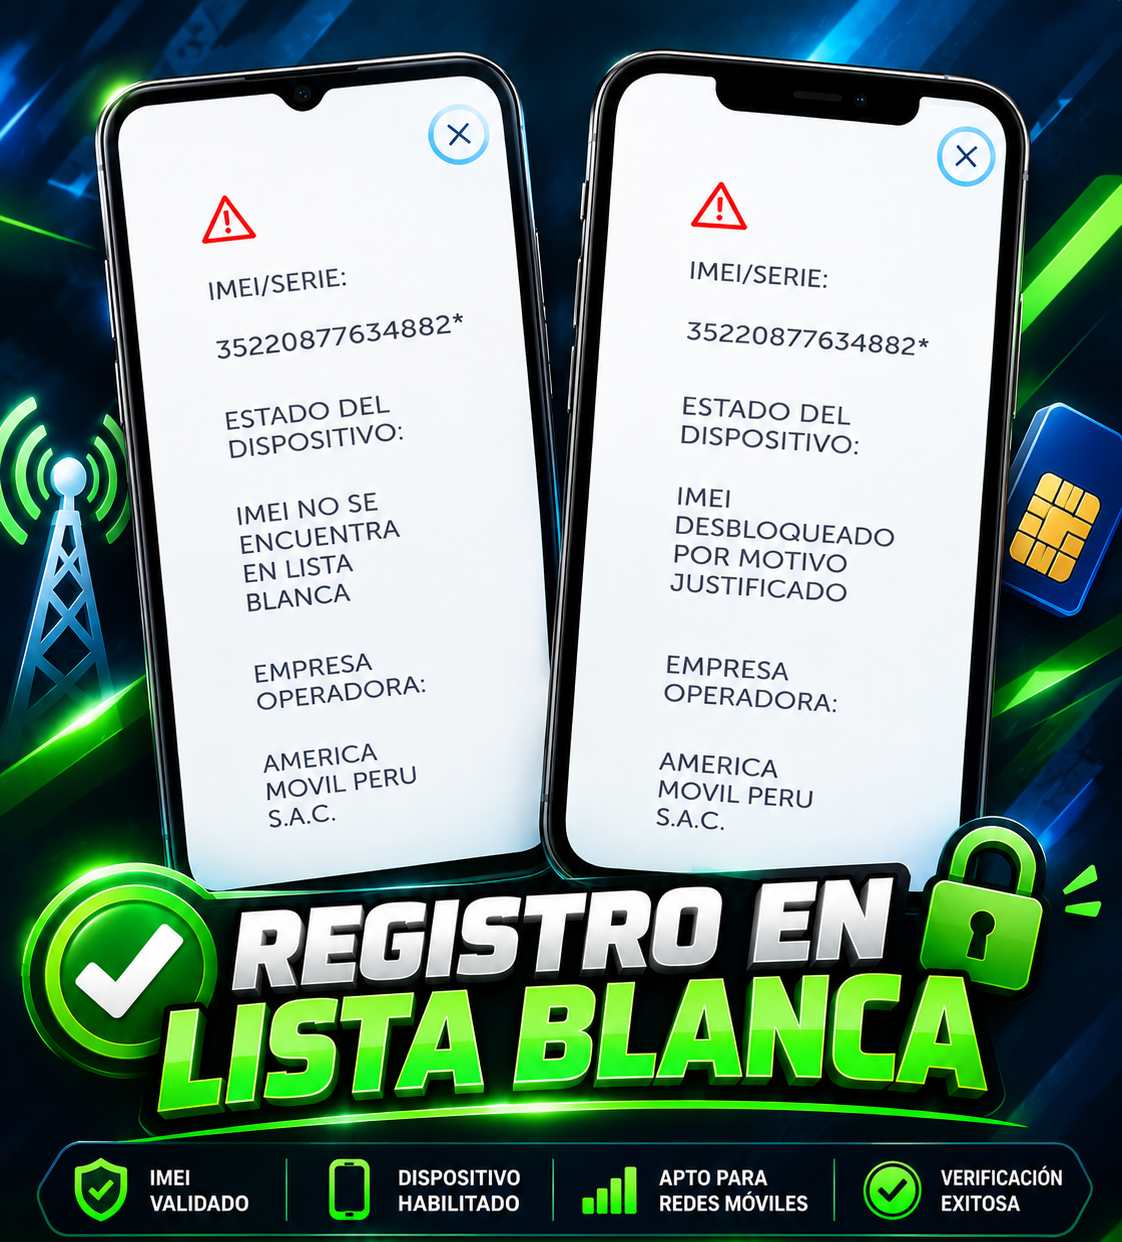 IMEI/SERIE:
35220877634882*
ESTADO DEL
DISPOSITIVO:
IMEI NO SE
ENCUENTRA
EN LISTA
BLANCA
EMPRESA
OPERADORA:
AMERICA
MOVIL PERU
S.A.C.
IMEI/SERIE:
35220877634882*
ESTADO DEL
DISPOSITIVO:
IMEI
DESBLOQUEADO
POR MOTIVO
JUSTIFICADO
EMPRESA
OPERADORA:
AMERICA
MOVIL PERU
S.A.C.
REGISTRO EN
LISTA BLANCA
IMEI
VALIDADO
DISPOSITIVO
HABILITADO
APTO PARA
REDES MÓVILES
VERIFICACIÓN
EXITOSA